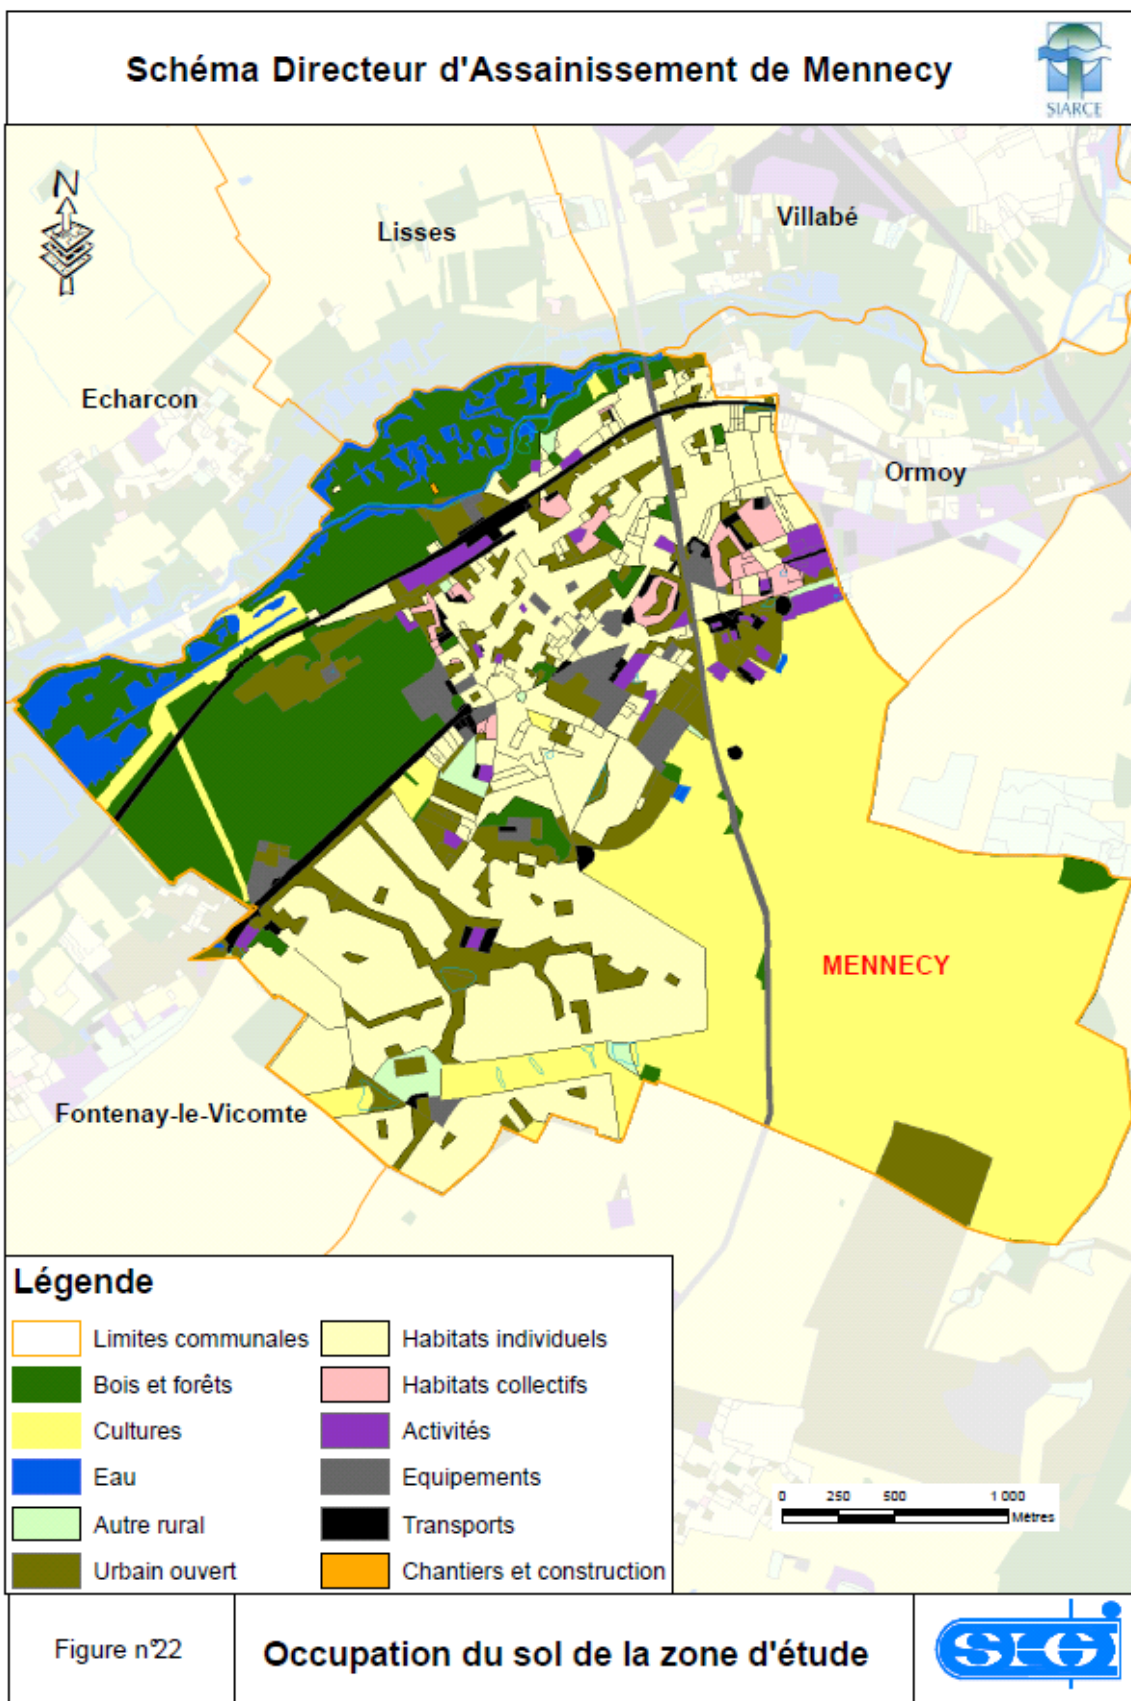 Schéma Directeur d'Assainissement de Mennecy
SIARCE
N
Lisses
Villabé
Echarcon
Ormoy
MENNECY
Fontenay-le-Vicomte
Légende
Limites communales
Habitats individuels
Bois et forêts
Habitats collectifs
Cultures
Activités
Eau
Equipements
Autre rural
Transports
Urbain ouvert
Chantiers et construction
0 250 500 1 000
Mètres
Figure n°22
Occupation du sol de la zone d'étude